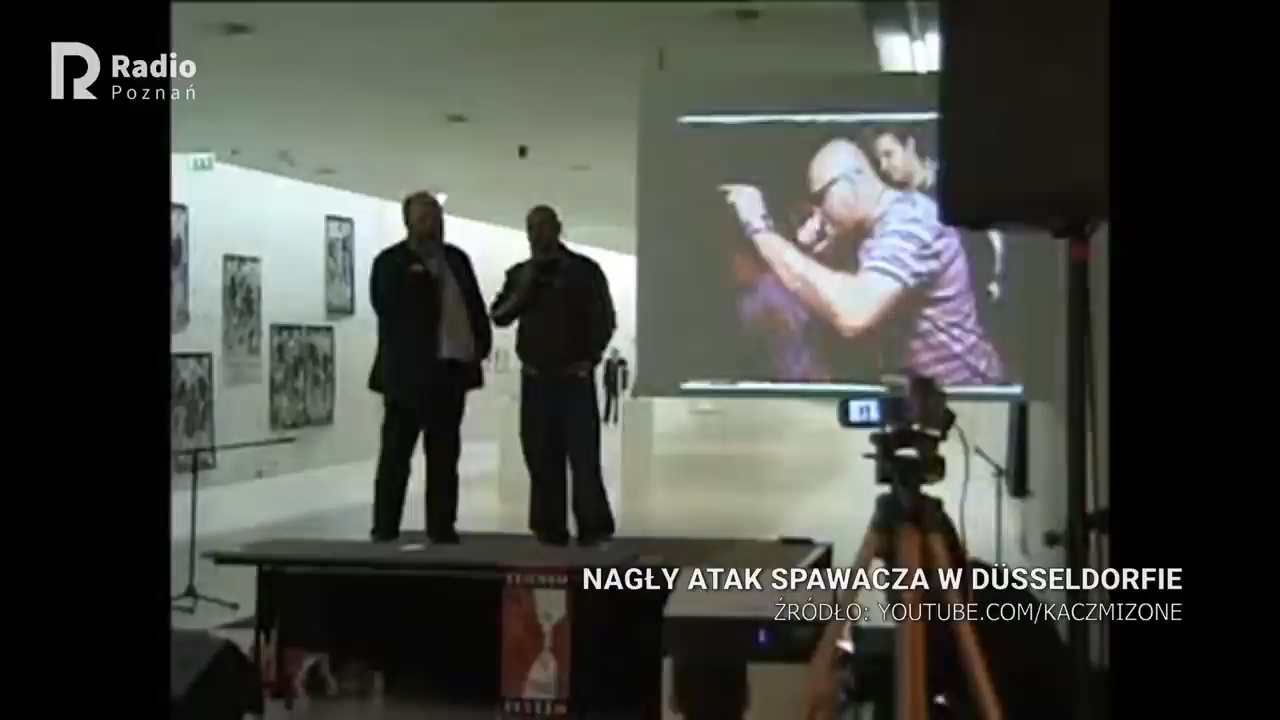 Radio
Poznań
NAGŁY ATAK SPAWACZA W DÜSSELDORFIE
ŹRÓDŁO: YOUTUBE.COM/KACZMIZONE